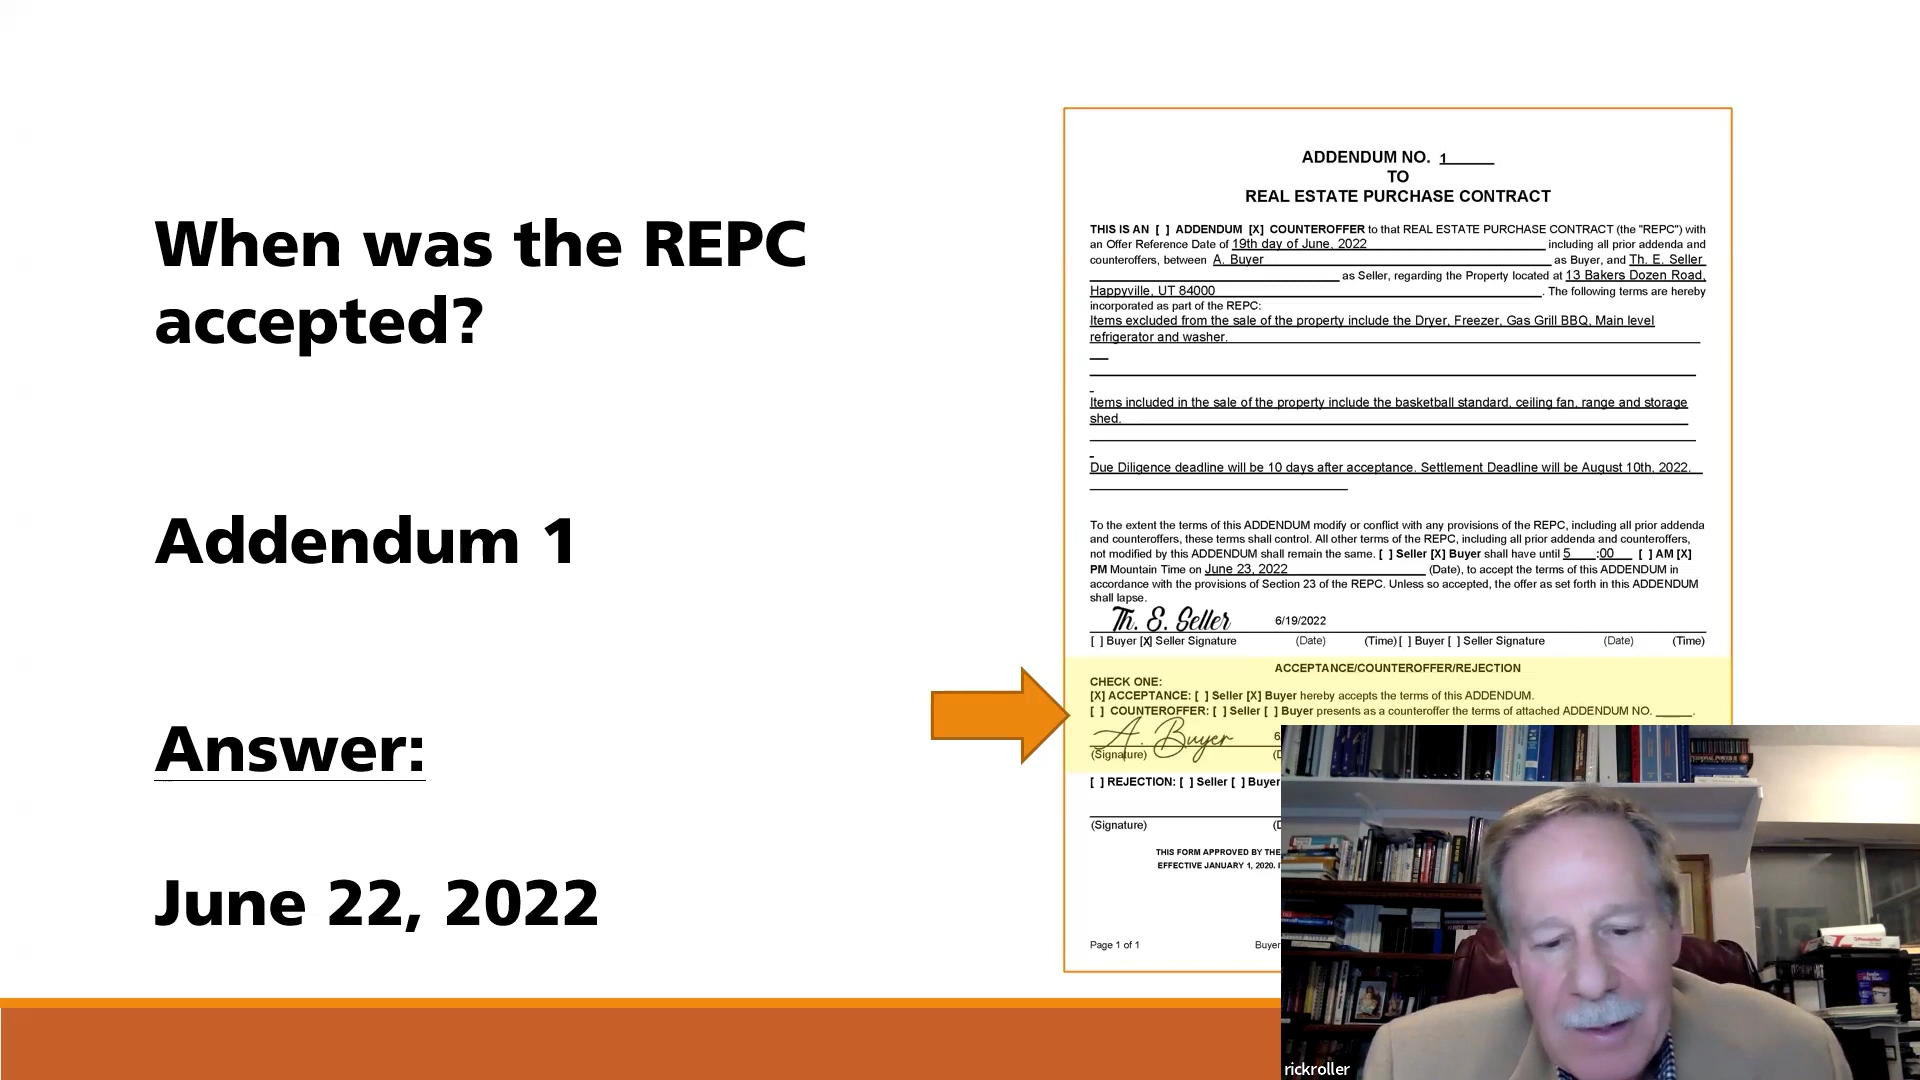 When was the REPC
accepted?
Addendum 1
Answer:
June 22, 2022
ADDENDUM NO. 1
TO
REAL ESTATE PURCHASE CONTRACT
THIS IS AN [ ] ADDENDUM [X] COUNTEROFFER to that REAL ESTATE PURCHASE CONTRACT (the "REPC") with
an Offer Reference Date of 19th day of June, 2022 including all prior addenda and
counteroffers, between A. Buyer as Buyer, and Th. E. Seller
as Seller, regarding the Property located at 13 Bakers Dozen Road,
Happyville, UT 84000. The following terms are hereby
incorporated as part of the REPC:
Items excluded from the sale of the property include the Dryer, Freezer, Gas Grill BBQ, Main level
refrigerator and washer.
Items included in the sale of the property include the basketball standard, ceiling fan, range and storage
shed.
Due Diligence deadline will be 10 days after acceptance. Settlement Deadline will be August 10th, 2022.
To the extent the terms of this ADDENDUM modify or conflict with any provisions of the REPC, including all prior addenda
and counteroffers, these terms shall control. All other terms of the REPC, including all prior addenda and counteroffers,
not modified by this ADDENDUM shall remain the same. [ ] Seller [X] Buyer shall have until 5 :00 [ ] AM [X]
PM Mountain Time on June 23, 2022 (Date), to accept the terms of this ADDENDUM in
accordance with the provisions of Section 23 of the REPC. Unless so accepted, the offer as set forth in this ADDENDUM
shall lapse.
Th. E. Seller 6/19/2022
[ ] Buyer [X] Seller Signature (Date) (Time) [ ] Buyer [ ] Seller Signature (Date) (Time)
ACCEPTANCE/COUNTEROFFER/REJECTION
CHECK ONE:
[X] ACCEPTANCE: [ ] Seller [X] Buyer hereby accepts the terms of this ADDENDUM.
[ ] COUNTEROFFER: [ ] Seller [ ] Buyer presents as a counteroffer the terms of attached ADDENDUM NO. _____.
A. Buyer 6
(Signature) (D
[ ] REJECTION: [ ] Seller [ ] Buyer
(Signature) (D
THIS FORM APPROVED BY THE
EFFECTIVE JANUARY 1, 2020.
Page 1 of 1 Buyer
rickroller